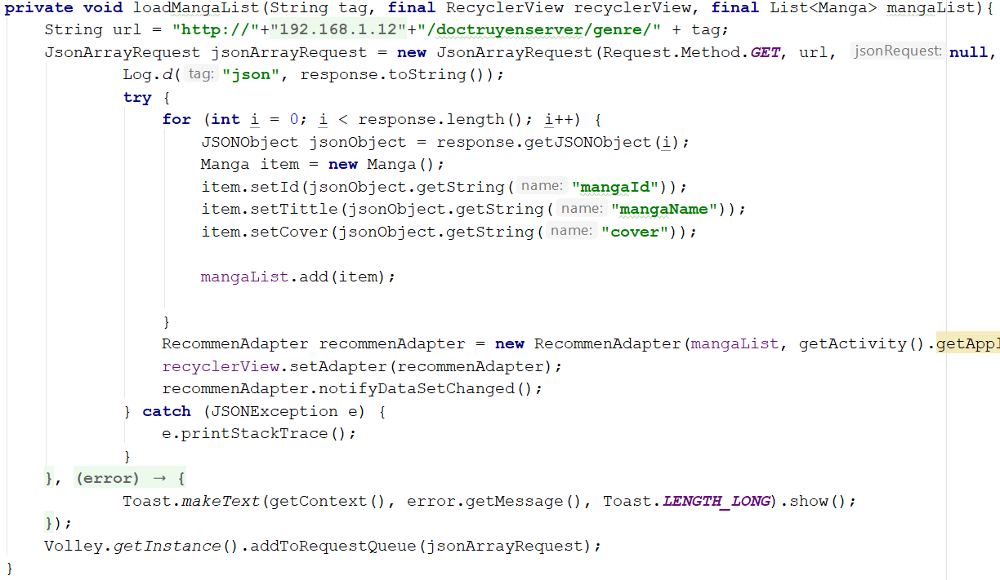 private void loadMangaList(String tag, final RecyclerView recyclerView, final List<Manga> mangaList){
String url = "http://"+"192.168.1.12"+"/doctruyenserver/genre/" + tag;
JsonArrayRequest jsonArrayRequest = new JsonArrayRequest(Request.Method.GET, url, jsonRequest: null,
Log.d( tag: "json", response.toString());
try {
for (int i = 0; i < response.length(); i++) {
JSONObject jsonObject = response.getJSONObject(i);
Manga item = new Manga();
item.setId(jsonObject.getString( name: "mangaId"));
item.setTittle(jsonObject.getString( name: "mangaName"));
item.setCover(jsonObject.getString( name: "cover"));
mangaList.add(item);
}
RecommenAdapter recommenAdapter = new RecommenAdapter(mangaList, getActivity().getAppl
recyclerView.setAdapter(recommenAdapter);
recommenAdapter.notifyDataSetChanged();
} catch (JSONException e) {
e.printStackTrace();
}
}, (error) → {
Toast.makeText(getContext(), error.getMessage(), Toast.LENGTH_LONG).show();
});
Volley.getInstance().addToRequestQueue(jsonArrayRequest);
}